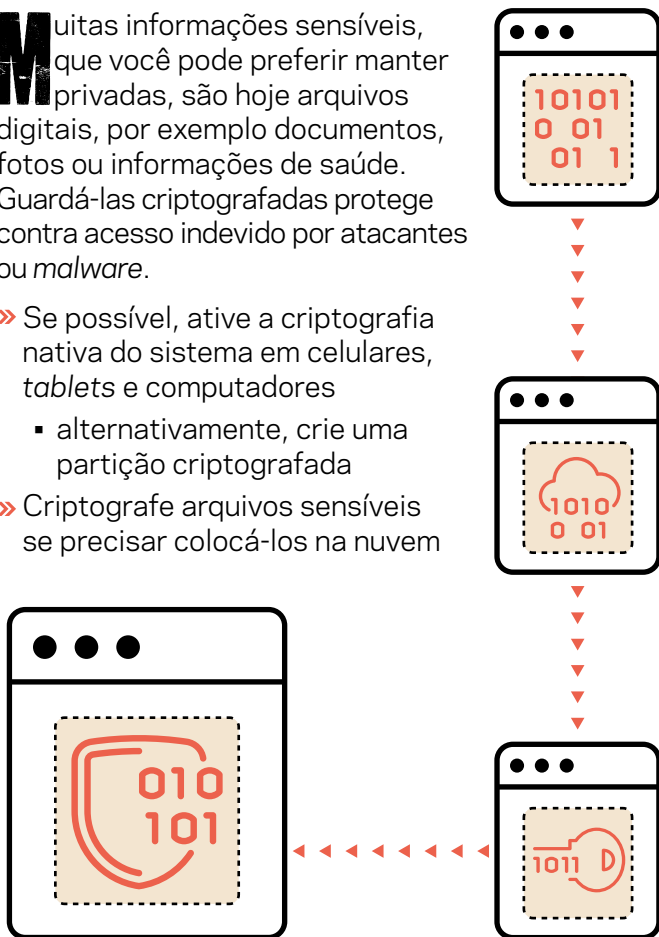 Muitas informações sensíveis,
que você pode preferir manter
privadas, são hoje arquivos
digitais, por exemplo documentos,
fotos ou informações de saúde.
Guardá-las criptografadas protege
contra acesso indevido por atacantes
ou malware.
» Se possível, ative a criptografia
nativa do sistema em celulares,
tablets e computadores
▪ alternativamente, crie uma
partição criptografada
» Criptografe arquivos sensíveis
se precisar colocá-los na nuvem
10101
0 01
01 1
1010
0 01
1011
010
101